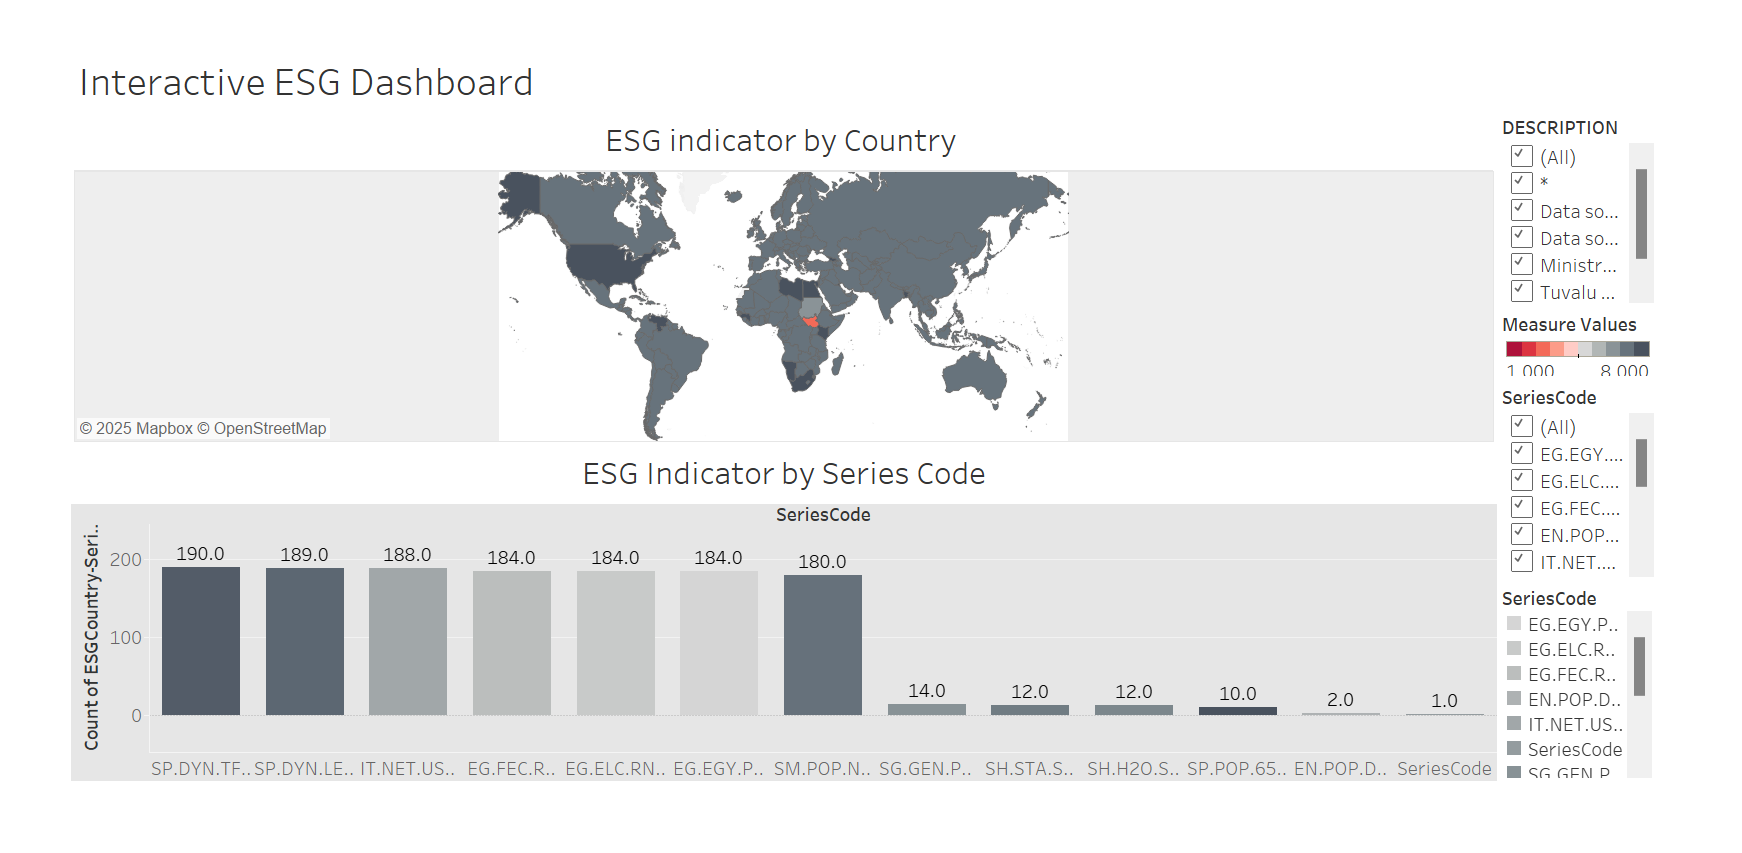 Interactive ESG Dashboard
ESG indicator by Country
© 2025 Mapbox © OpenStreetMap
ESG Indicator by Series Code
SeriesCode
Count of ESGCountry-Seri..
200
100
0
190.0
189.0
188.0
184.0
184.0
184.0
180.0
14.0
12.0
12.0
10.0
2.0
1.0
SP.DYN.TF..
SP.DYN.LE..
IT.NET.US..
EG.FEC.R..
EG.ELC.RN..
EG.EGY.P..
SM.POP.N..
SG.GEN.P..
SH.STA.S..
SH.H2O.S..
SP.POP.65..
EN.POP.D..
SeriesCode
DESCRIPTION
(All)
*
Data so...
Data so...
Ministr...
Tuvalu ...
Measure Values
1,000 8,000
SeriesCode
(All)
EG.EGY....
EG.ELC....
EG.FEC....
EN.POP...
IT.NET....
SeriesCode
EG.EGY.P..
EG.ELC.R..
EG.FEC.R..
EN.POP.D..
IT.NET.US..
SeriesCode
SG.GEN.P..